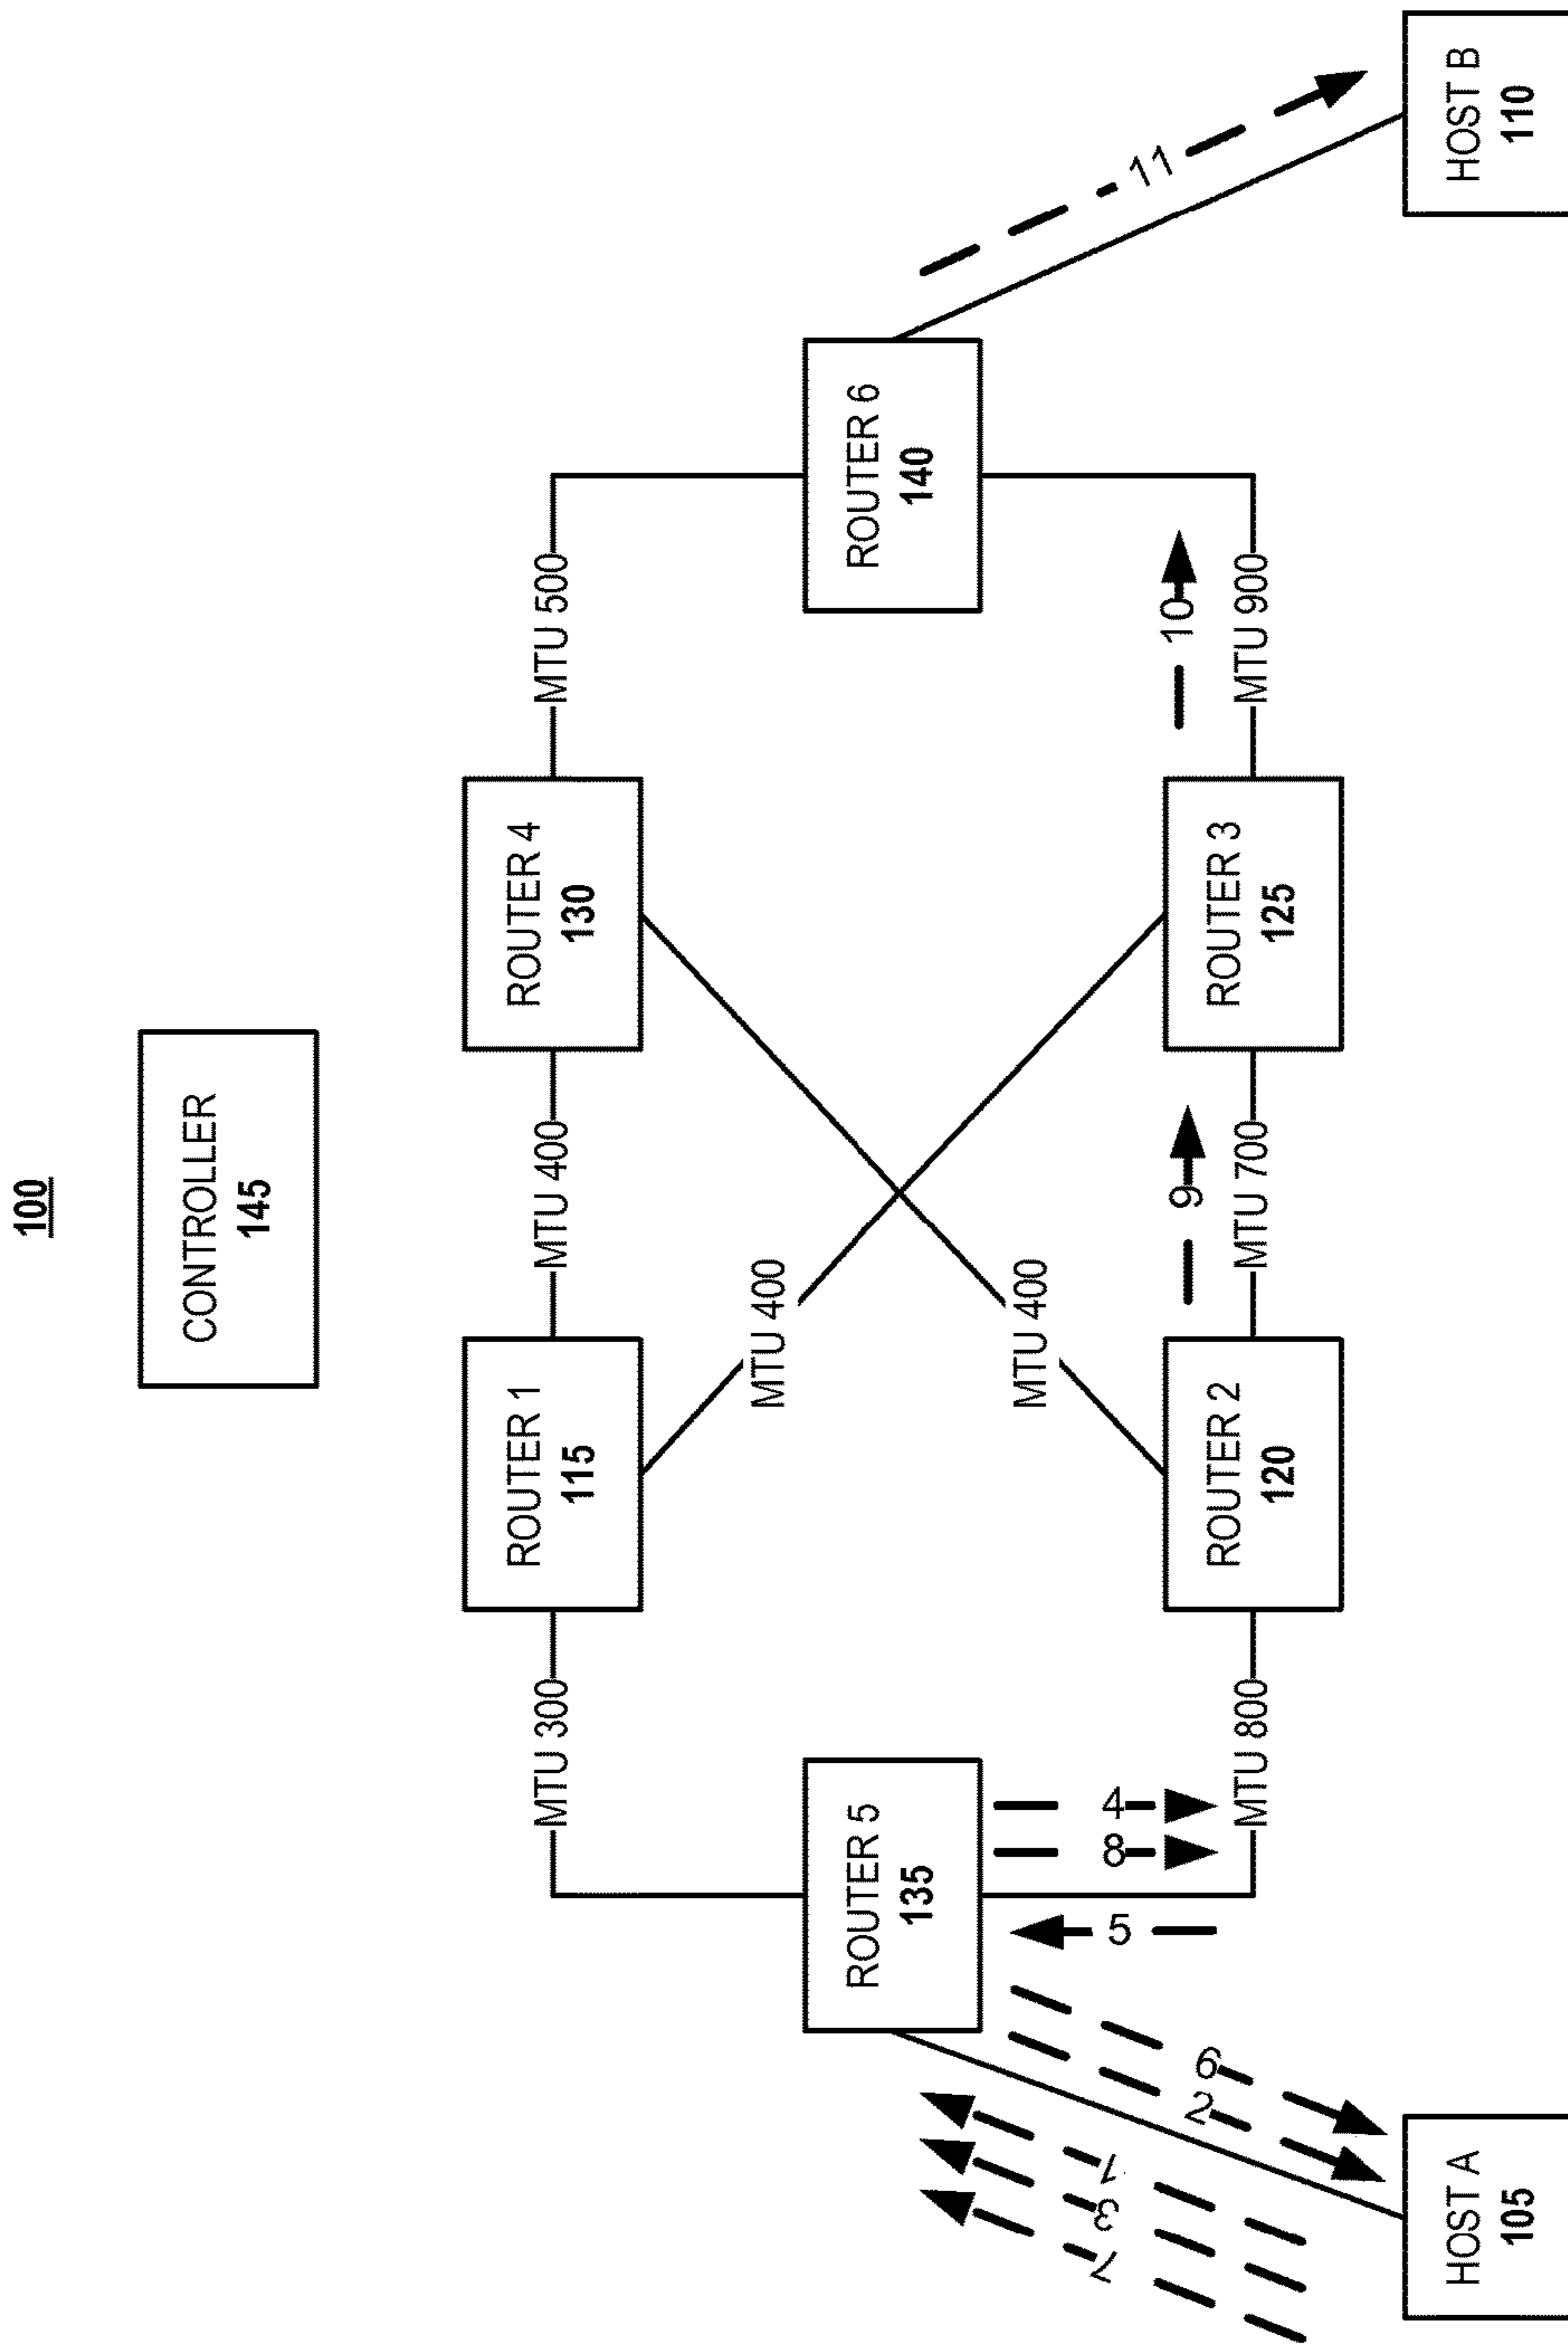 100
CONTROLLER
145
MTU 300
ROUTER 1
115
MTU 400
ROUTER 4
130
MTU 500
MTU 400
ROUTER 5
135
ROUTER 6
140
MTU 400
4
8
5
11
9
10
MTU 800
ROUTER 2
120
MTU 700
ROUTER 3
125
MTU 900
1
3
7
6
2
HOST A
105
HOST B
110